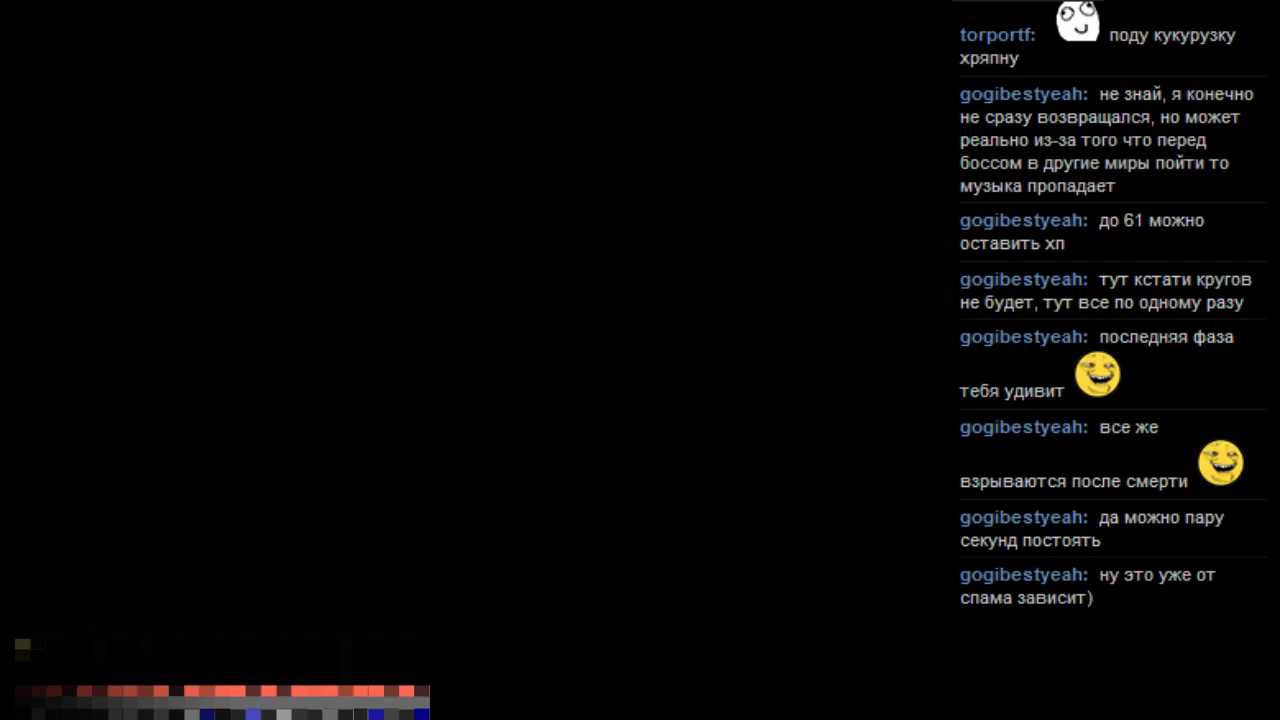 torportf: поду кукурузку
хряпну
gogibestyeah: не знай, я конечно
не сразу возвращался, но может
реально из-за того что перед
боссом в другие миры пойти то
музыка пропадает
gogibestyeah: до 61 можно
оставить хп
gogibestyeah: тут кстати кругов
не будет, тут все по одному разу
gogibestyeah: последняя фаза
тебя удивит
gogibestyeah: все же
взрываются после смерти
gogibestyeah: да можно пару
секунд постоять
gogibestyeah: ну это уже от
спама зависит)